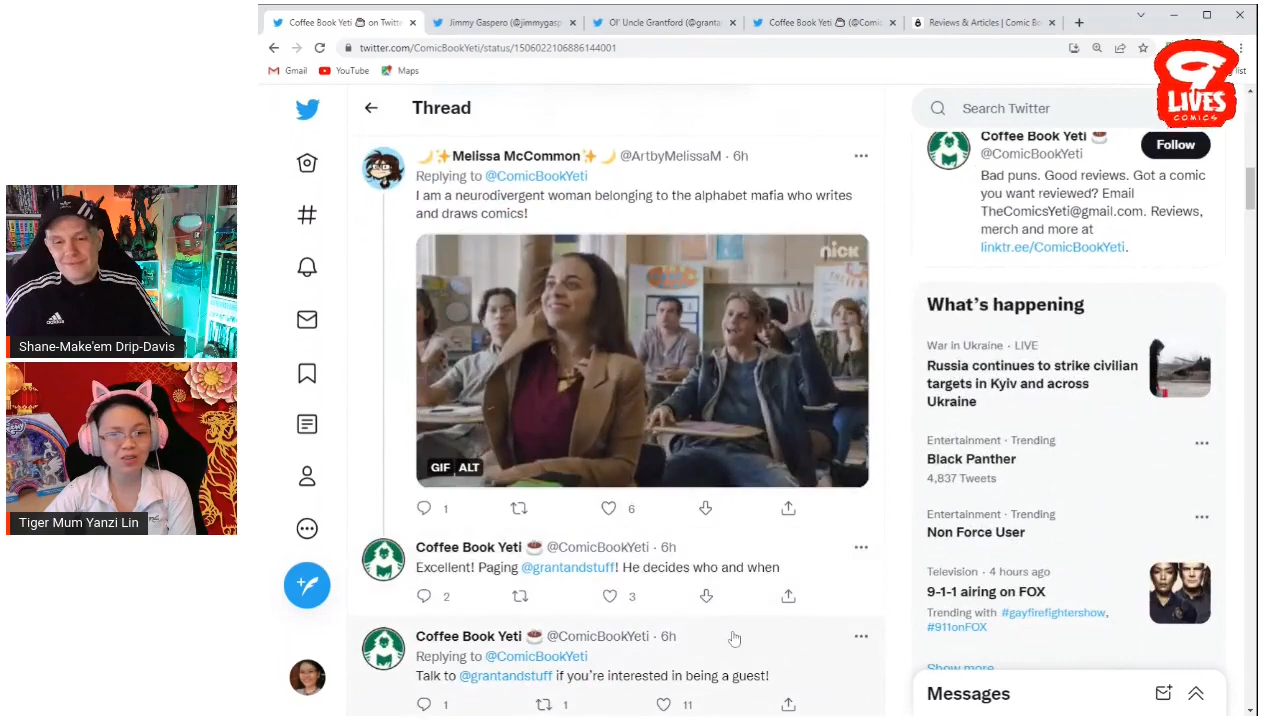 Coffee Book Yeti on Twitt
Jimmy Gaspero (@jimmygasp
Ol' Uncle Grantford (@granta
Coffee Book Yeti (@Comic
Reviews & Articles | Comic Bo
twitter.com/ComicBookYeti/status/1506022106886144001
Gmail
YouTube
Maps
list
9
LIVES
COMICS
Thread
Search Twitter
🌙✨Melissa McCommon✨🌙 @ArtbyMelissaM · 6h
Replying to @ComicBookYeti
I am a neurodivergent woman belonging to the alphabet mafia who writes
and draws comics!
nick
GIF ALT
1
6
Coffee Book Yeti ☕ @ComicBookYeti · 6h
Excellent! Paging @grantandstuff! He decides who and when
2
3
Coffee Book Yeti ☕ @ComicBookYeti · 6h
Replying to @ComicBookYeti
Talk to @grantandstuff if you're interested in being a guest!
1
1
11
Coffee Book Yeti ☕
@ComicBookYeti
Follow
Bad puns. Good reviews. Got a comic
you want reviewed? Email
TheComicsYeti@gmail.com. Reviews,
merch and more at
linktr.ee/ComicBookYeti.
What's happening
War in Ukraine · LIVE
Russia continues to strike civilian
targets in Kyiv and across
Ukraine
Entertainment · Trending
Black Panther
4,837 Tweets
Entertainment · Trending
Non Force User
Television · 4 hours ago
9-1-1 airing on FOX
Trending with #gayfirefightershow,
#911onFOX
Show more
Messages
adidas
Shane-Make'em Drip-Davis
Tiger Mum Yanzi Lin